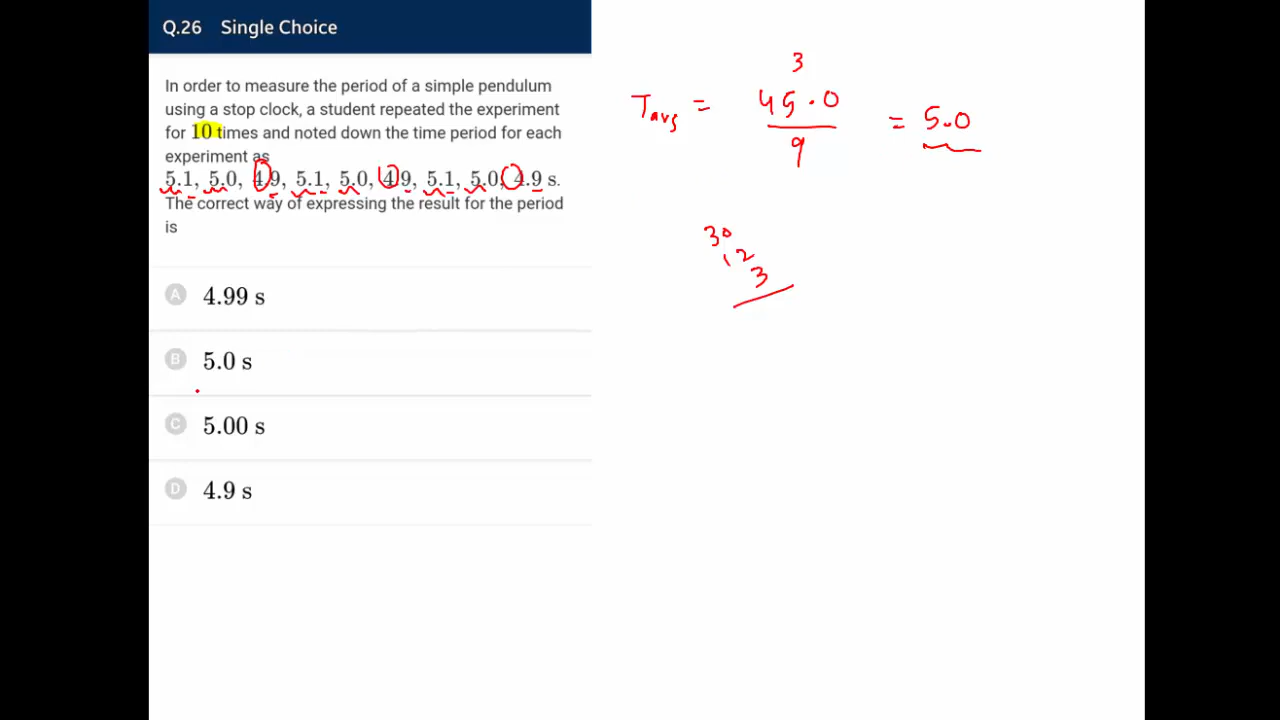 Q.26 Single Choice
In order to measure the period of a simple pendulum
using a stop clock, a student repeated the experiment
for 10 times and noted down the time period for each
experiment as
5.1, 5.0, 4.9, 5.1, 5.0, 4.9, 5.1, 5.0, 4.9 s.
The correct way of expressing the result for the period
is
A 4.99 s
B 5.0 s
C 5.00 s
D 4.9 s
3
Tavg = 45.0 / 9 = 5.0
30
12
3